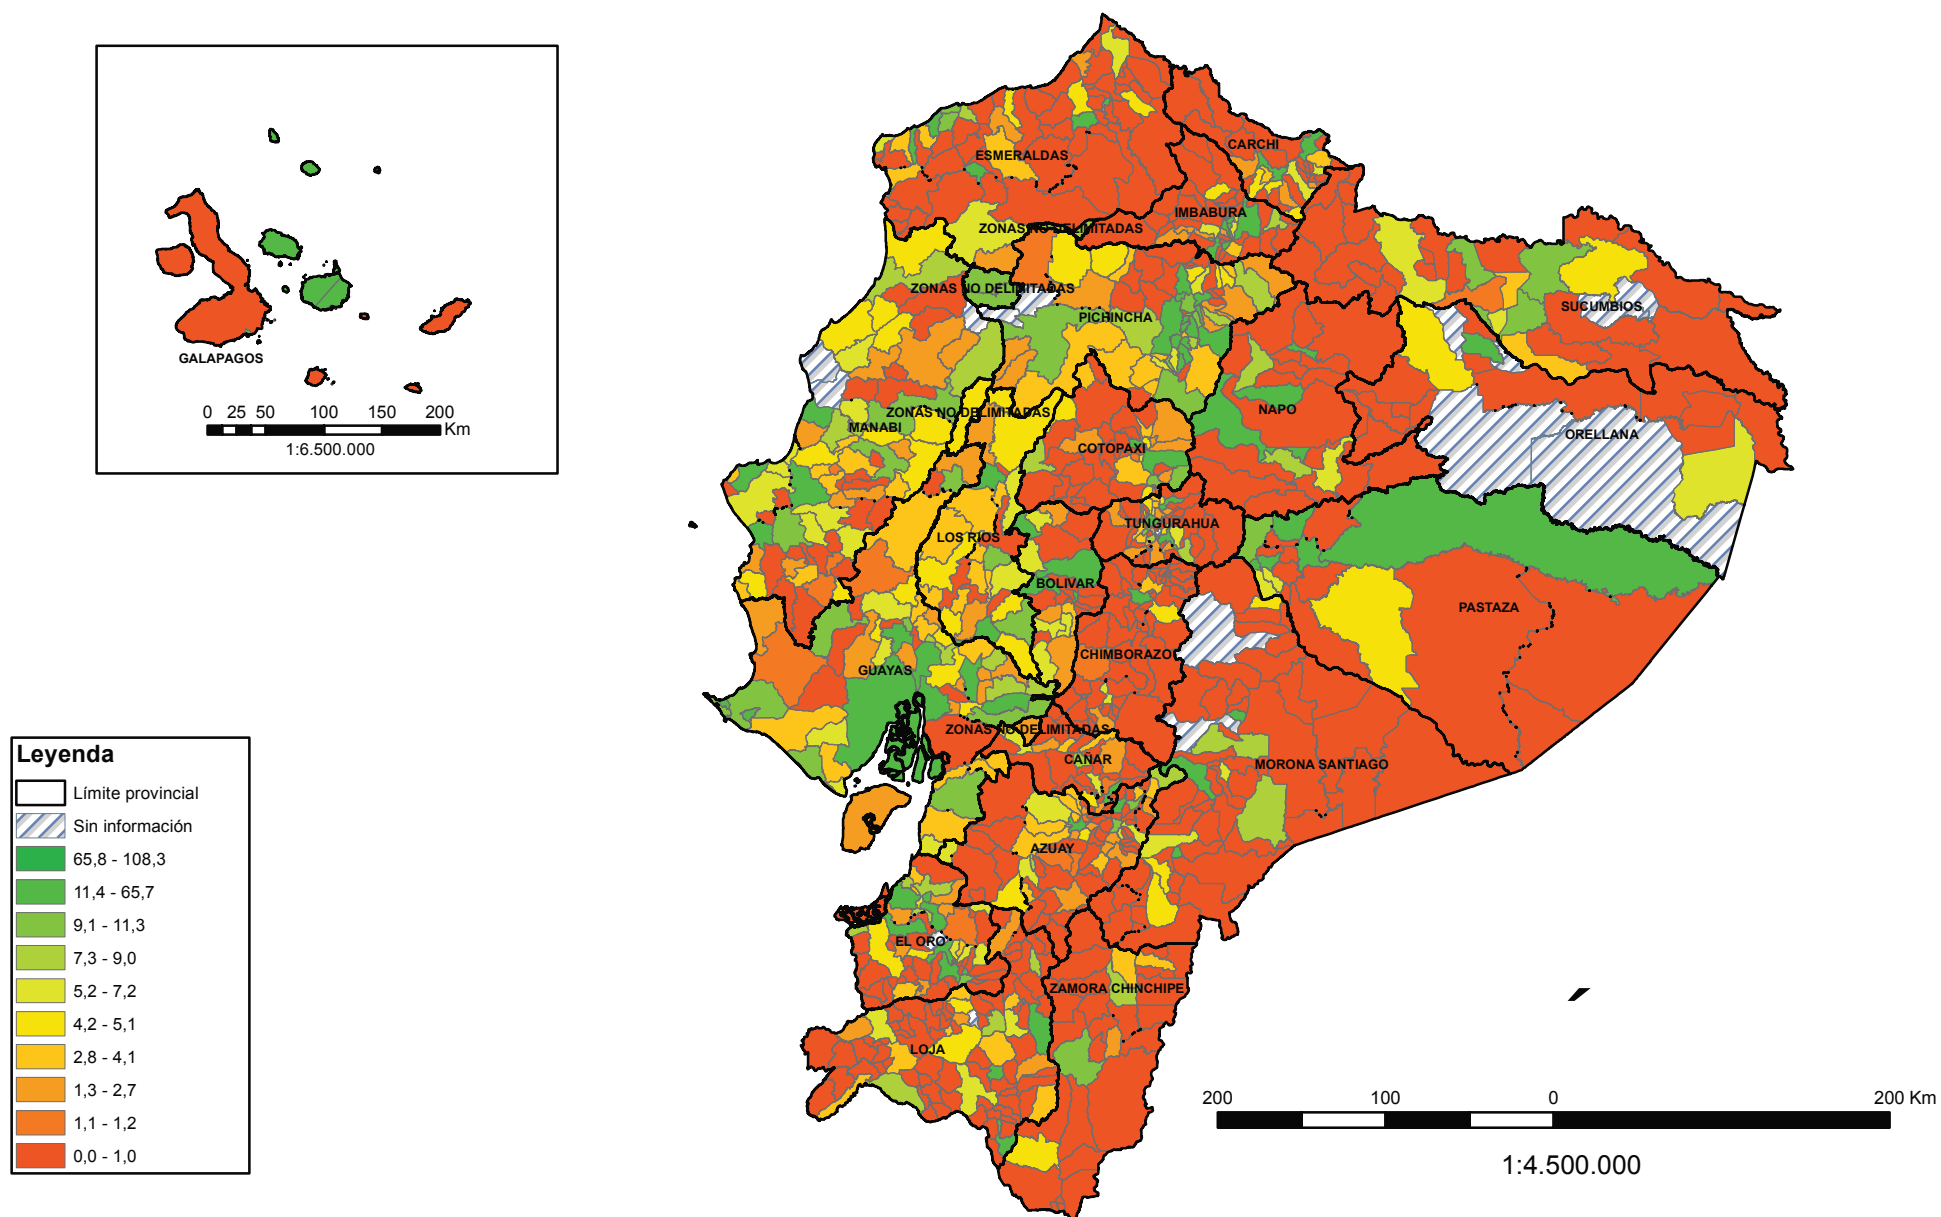 ESMERALDAS
CARCHI
IMBABURA
ZONAS NO DELIMITADAS
ZONAS NO DELIMITADAS
PICHINCHA
SUCUMBIOS
GALAPAGOS
0 25 50 100 150 200
Km
1:6.500.000
ZONAS NO DELIMITADAS
MANABI
NAPO
ORELLANA
COTOPAXI
TUNGURAHUA
LOS RIOS
BOLIVAR
PASTAZA
CHIMBORAZO
GUAYAS
ZONAS NO DELIMITADAS
CAÑAR
MORONA SANTIAGO
AZUAY
EL ORO
ZAMORA CHINCHIPE
LOJA
Leyenda
Límite provincial
Sin información
65,8 - 108,3
11,4 - 65,7
9,1 - 11,3
7,3 - 9,0
5,2 - 7,2
4,2 - 5,1
2,8 - 4,1
1,3 - 2,7
1,1 - 1,2
0,0 - 1,0
200 100 0 200 Km
1:4.500.000